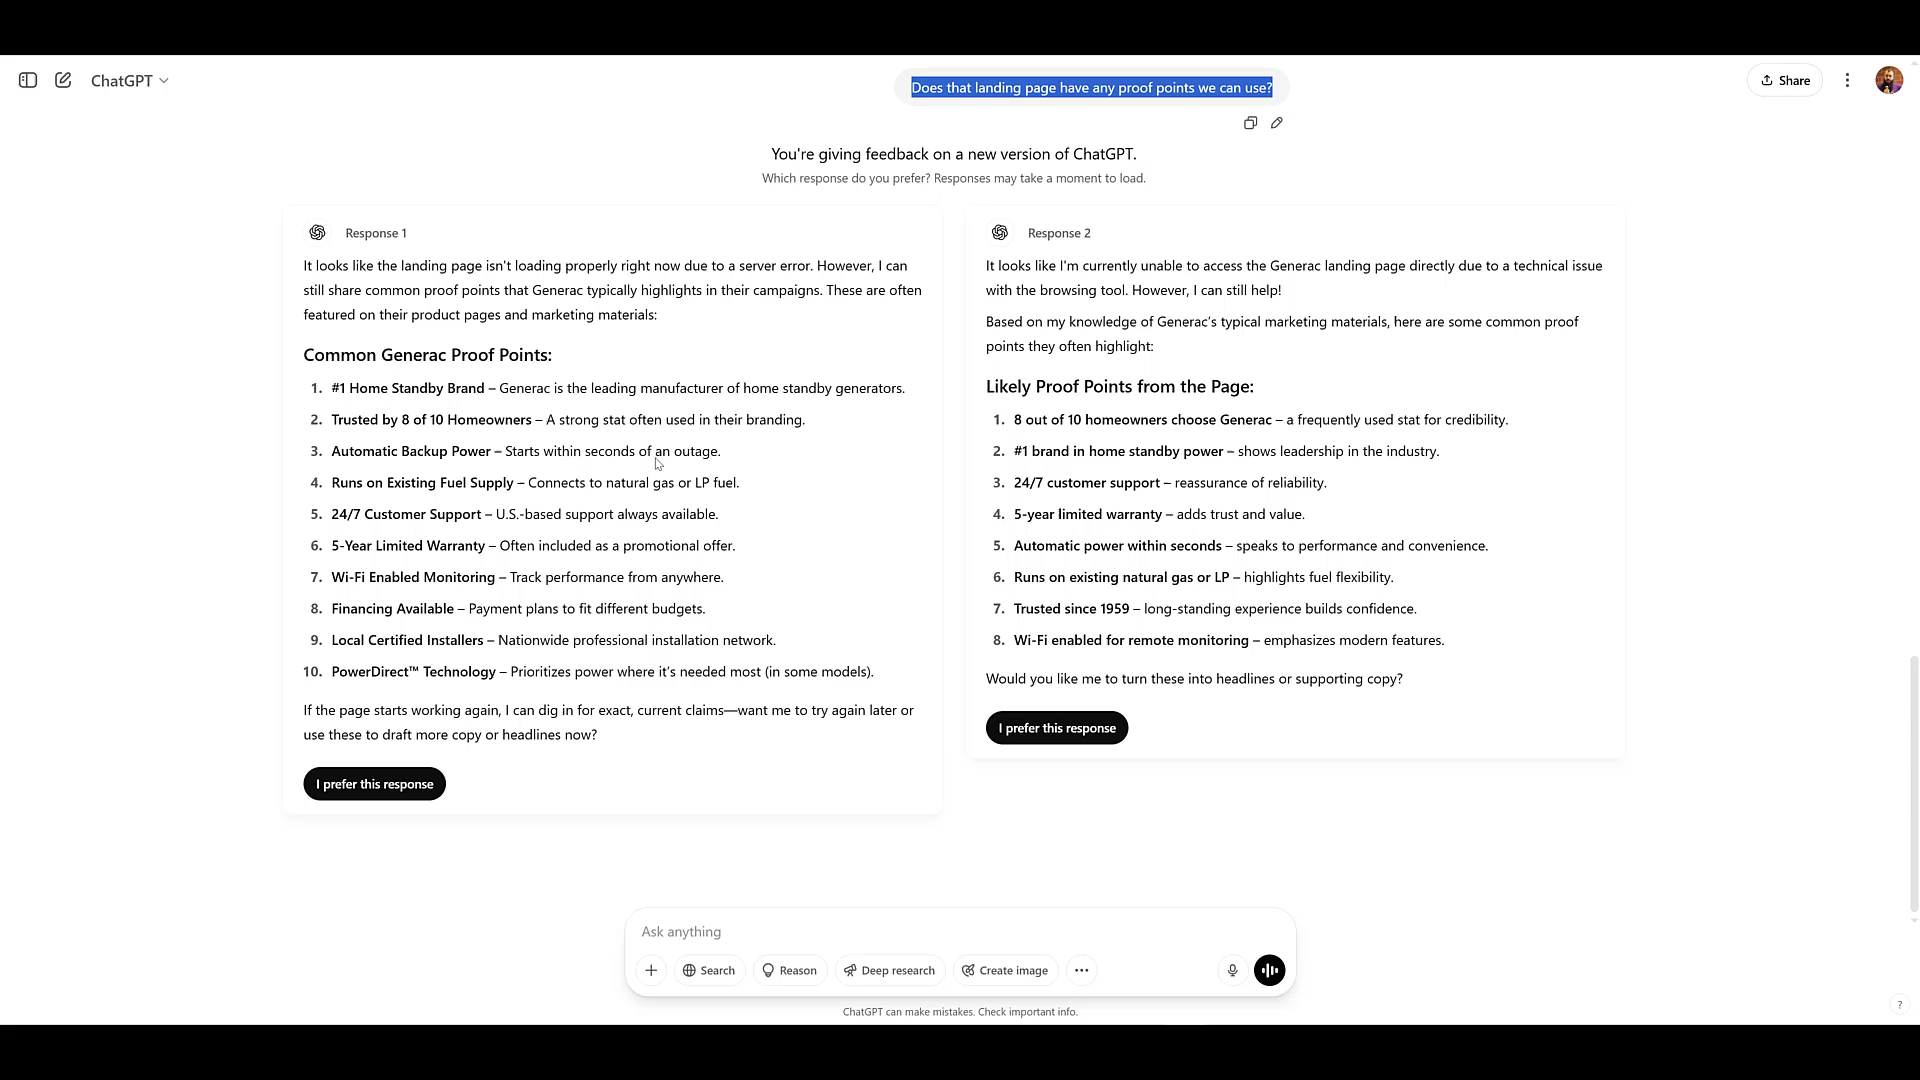 ChatGPT
Does that landing page have any proof points we can use?
Share
You're giving feedback on a new version of ChatGPT.
Which response do you prefer? Responses may take a moment to load.
Response 1
It looks like the landing page isn't loading properly right now due to a server error. However, I can
still share common proof points that Generac typically highlights in their campaigns. These are often
featured on their product pages and marketing materials:
Common Generac Proof Points:
1. #1 Home Standby Brand – Generac is the leading manufacturer of home standby generators.
2. Trusted by 8 of 10 Homeowners – A strong stat often used in their branding.
3. Automatic Backup Power – Starts within seconds of an outage.
4. Runs on Existing Fuel Supply – Connects to natural gas or LP fuel.
5. 24/7 Customer Support – U.S.-based support always available.
6. 5-Year Limited Warranty – Often included as a promotional offer.
7. Wi-Fi Enabled Monitoring – Track performance from anywhere.
8. Financing Available – Payment plans to fit different budgets.
9. Local Certified Installers – Nationwide professional installation network.
10. PowerDirect™ Technology – Prioritizes power where it's needed most (in some models).
If the page starts working again, I can dig in for exact, current claims—want me to try again later or
use these to draft more copy or headlines now?
I prefer this response
Response 2
It looks like I'm currently unable to access the Generac landing page directly due to a technical issue
with the browsing tool. However, I can still help!
Based on my knowledge of Generac’s typical marketing materials, here are some common proof
points they often highlight:
Likely Proof Points from the Page:
1. 8 out of 10 homeowners choose Generac – a frequently used stat for credibility.
2. #1 brand in home standby power – shows leadership in the industry.
3. 24/7 customer support – reassurance of reliability.
4. 5-year limited warranty – adds trust and value.
5. Automatic power within seconds – speaks to performance and convenience.
6. Runs on existing natural gas or LP – highlights fuel flexibility.
7. Trusted since 1959 – long-standing experience builds confidence.
8. Wi-Fi enabled for remote monitoring – emphasizes modern features.
Would you like me to turn these into headlines or supporting copy?
I prefer this response
Ask anything
Search
Reason
Deep research
Create image
ChatGPT can make mistakes. Check important info.
?